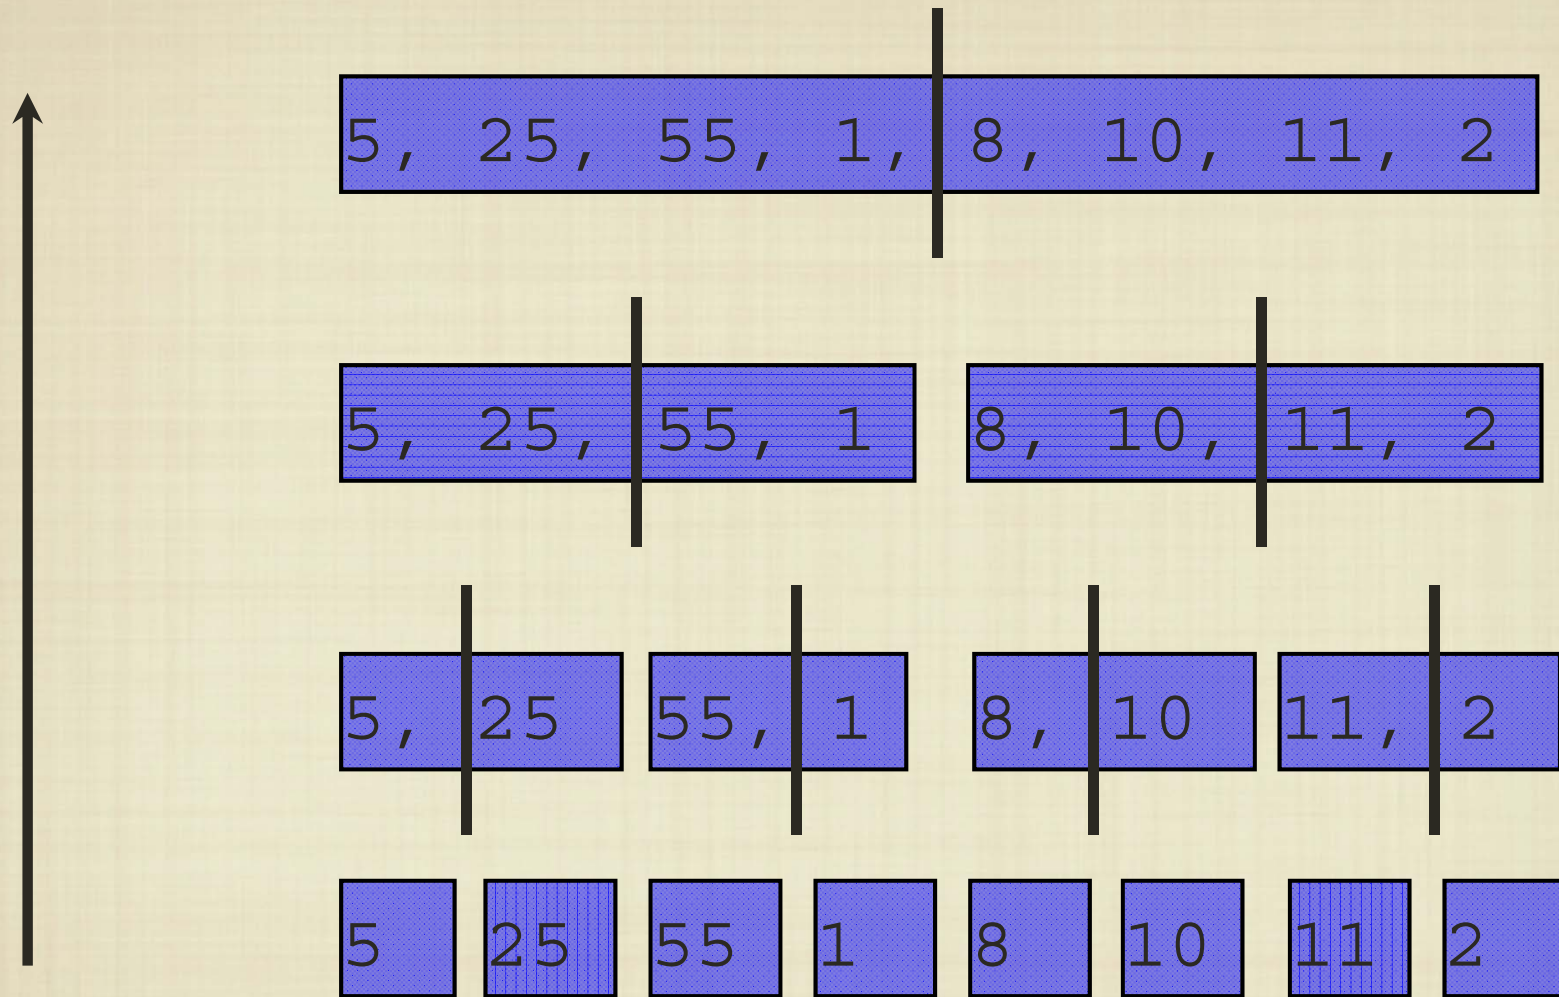 5, 25, 55, 1, 8, 10, 11, 2
5, 25, 55, 1 8, 10, 11, 2
5, 25 55, 1 8, 10 11, 2
5 25 55 1 8 10 11 2